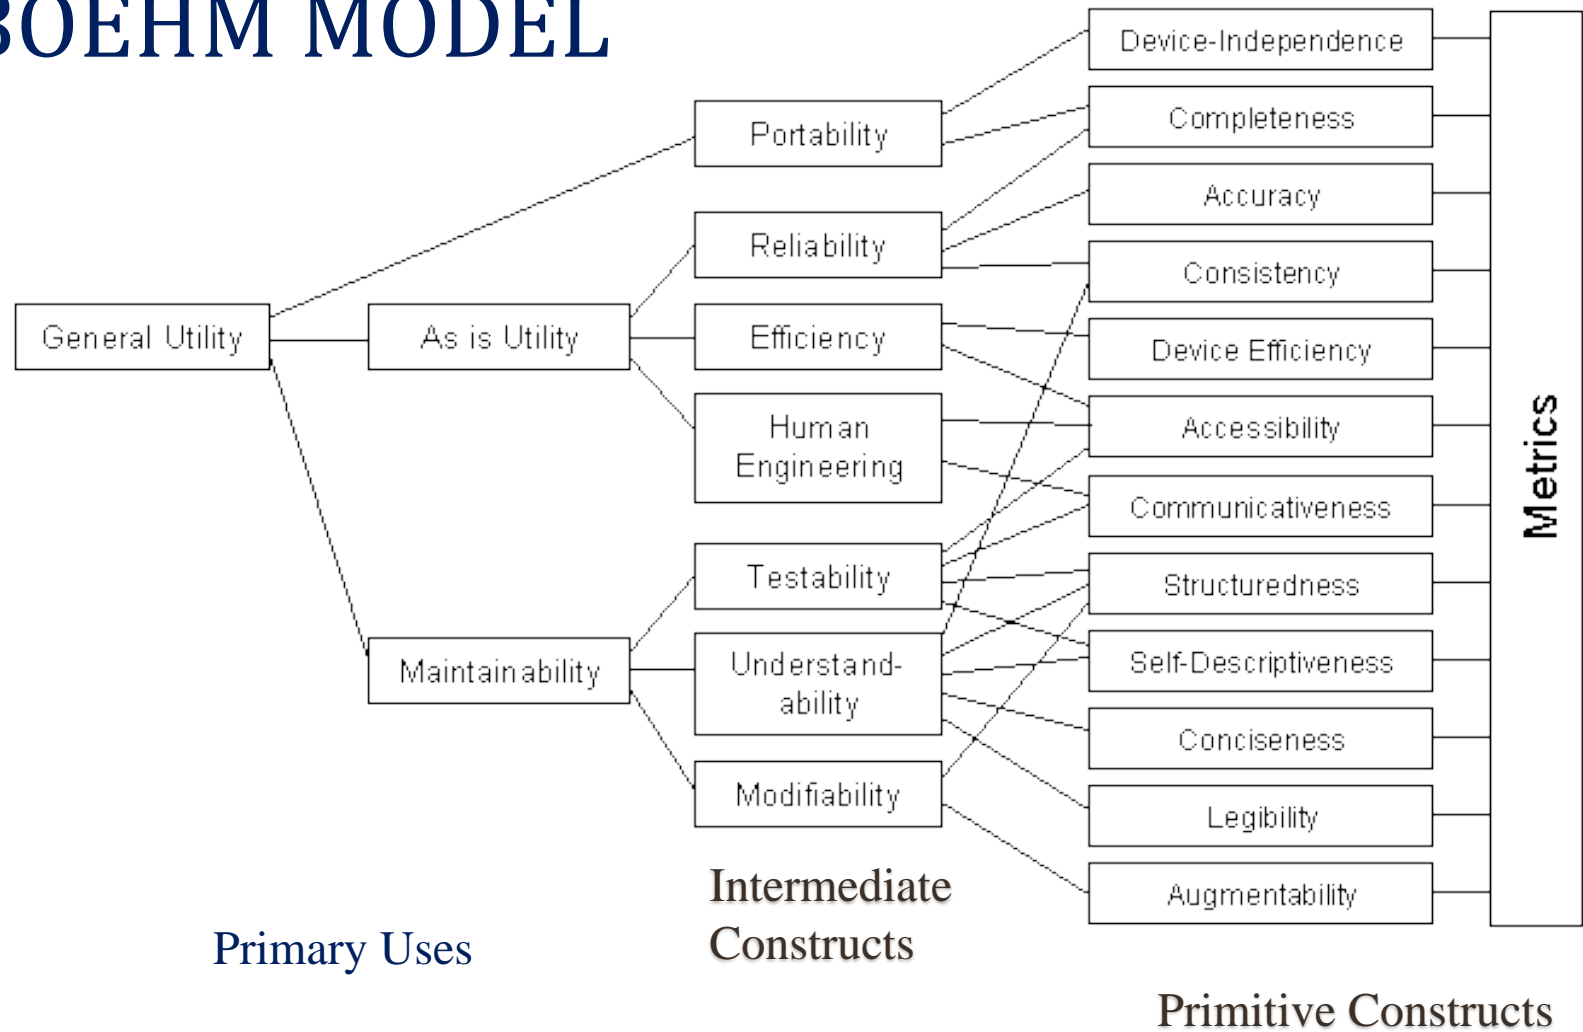 BOEHM MODEL
Device-Independence
Completeness
Portability
Accuracy
Reliability
Consistency
General Utility
As is Utility
Efficiency
Device Efficiency
Human
Engineering
Accessibility
Communicativeness
Testability
Structuredness
Maintainability
Understand-
ability
Self-Descriptiveness
Conciseness
Modifiability
Legibility
Augmentability
Metrics
Primary Uses
Intermediate
Constructs
Primitive Constructs